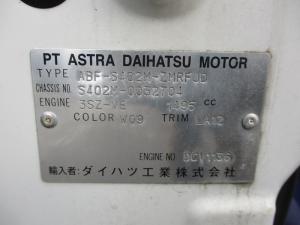 PT ASTRA DAIHATSU MOTOR
TYPE ABF-S402M-ZMRFJD
CHASSIS NO S402M-0032704
ENGINE 3SZ-VE 1495 cc
COLOR W09 TRIM LA12
ENGINE NO
輸入者：ダイハツ工業株式会社